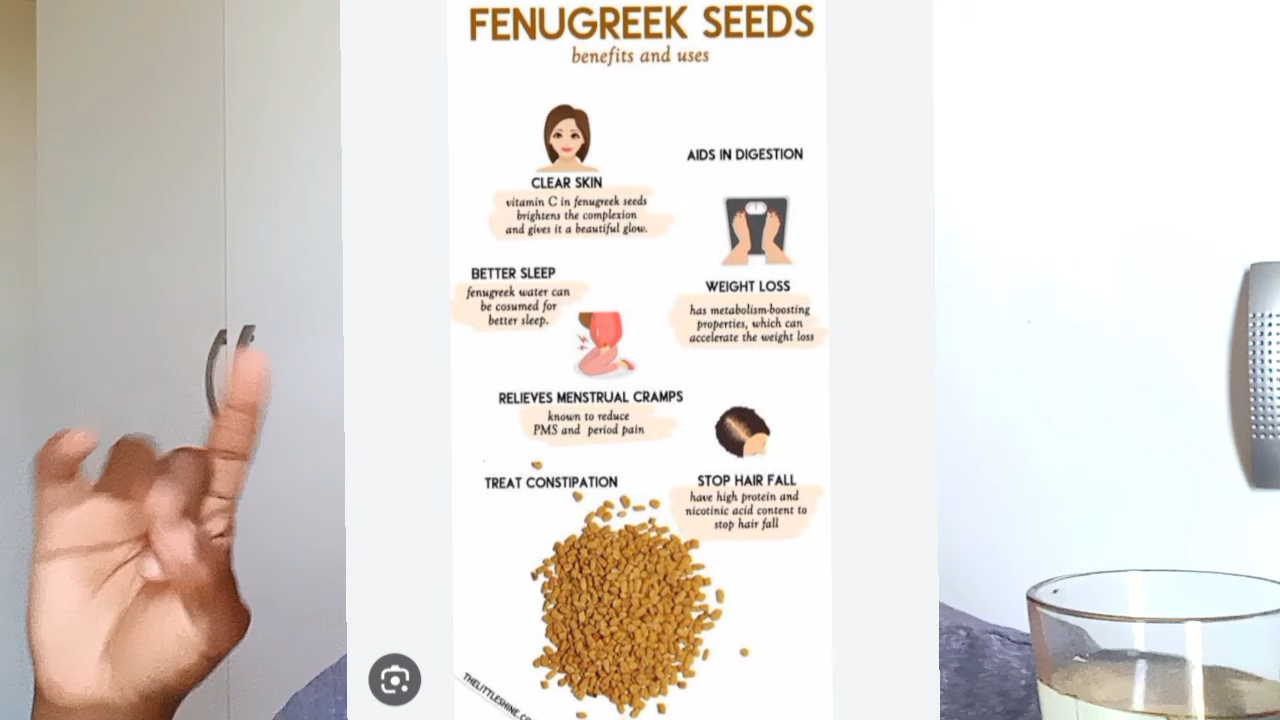 FENUGREEK SEEDS
benefits and uses
AIDS IN DIGESTION
CLEAR SKIN
vitamin C in fenugreek seeds
brightens the complexion
and gives it a beautiful glow.
BETTER SLEEP
fenugreek water can
be cosumed for
better sleep.
WEIGHT LOSS
has metabolism-boosting
properties, which can
accelerate the weight loss
RELIEVES MENSTRUAL CRAMPS
known to reduce
PMS and period pain
TREAT CONSTIPATION
STOP HAIR FALL
have high protein and
nicotinic acid content to
stop hair fall